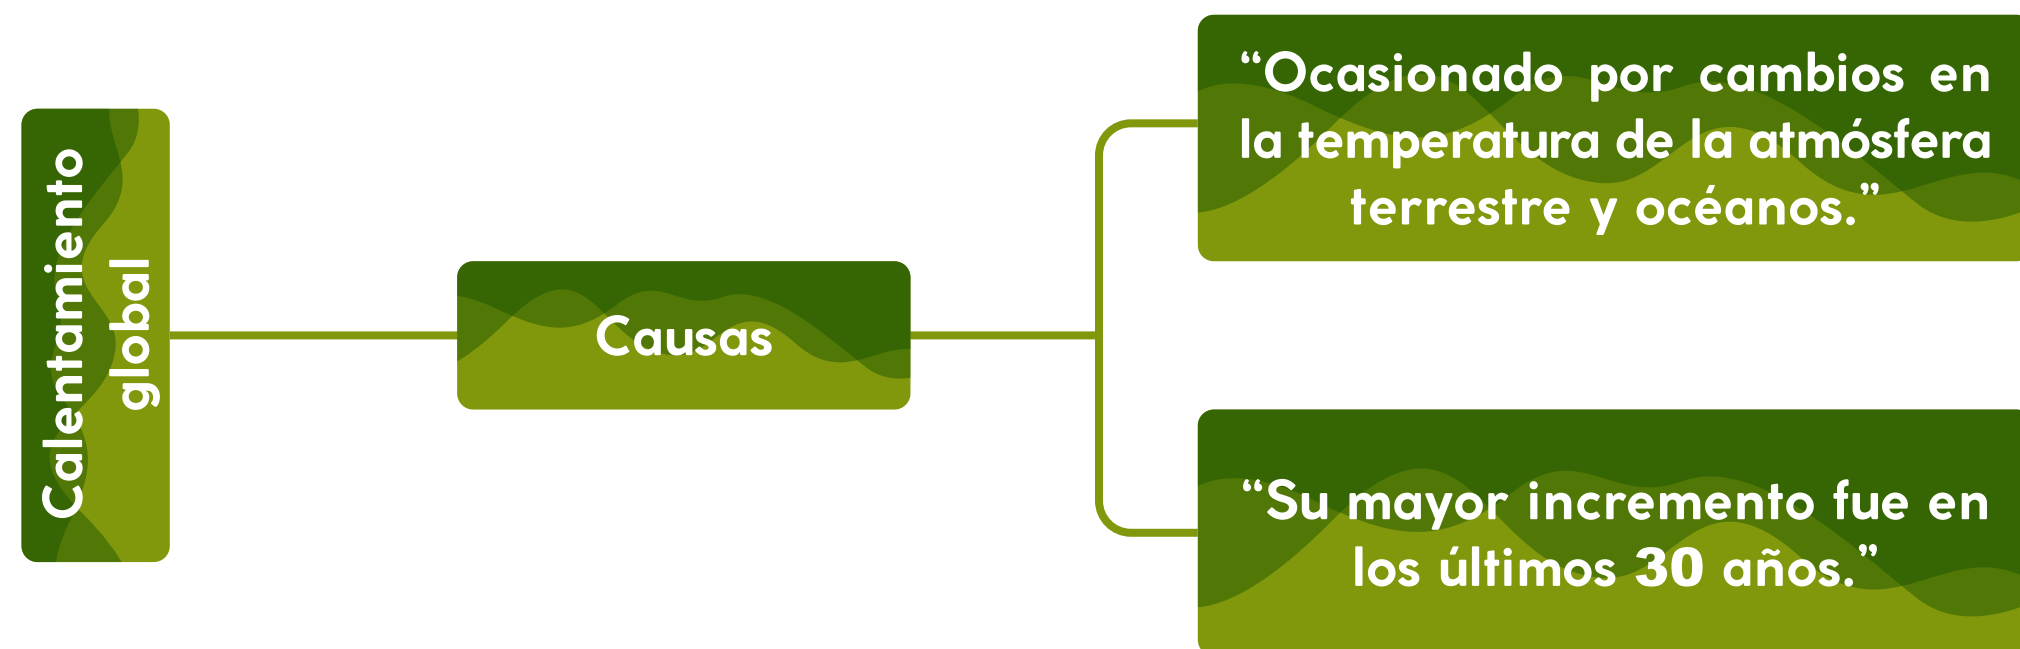 Calentamiento
global
Causas
“Ocasionado por cambios en
la temperatura de la atmósfera
terrestre y océanos.”
“Su mayor incremento fue en
los últimos 30 años.”